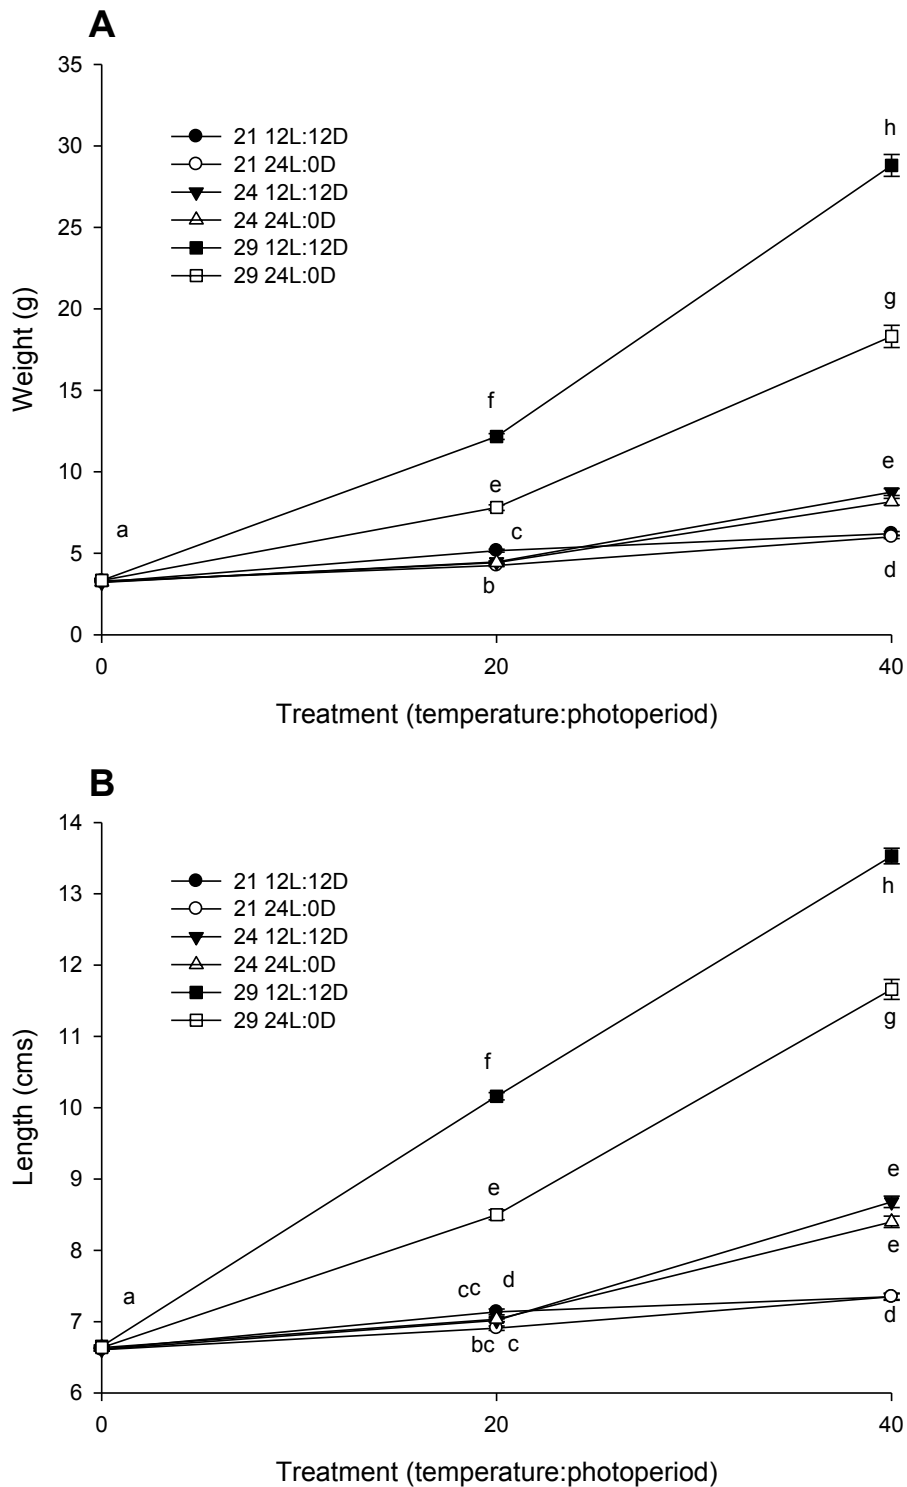 A
35
30
25
20
15
10
5
0
Weight (g)
21 12L:12D
21 24L:0D
24 12L:12D
24 24L:0D
29 12L:12D
29 24L:0D
h
g
f
e
e
a
c
b
d
0 20 40
Treatment (temperature:photoperiod)
B
14
13
12
11
10
9
8
7
6
Length (cms)
21 12L:12D
21 24L:0D
24 12L:12D
24 24L:0D
29 12L:12D
29 24L:0D
h
g
f
e
e
e
a
cc d
bc c
d
0 20 40
Treatment (temperature:photoperiod)